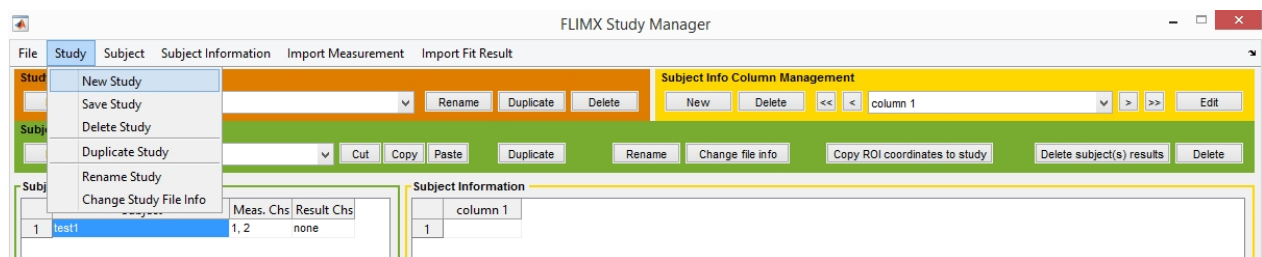 FLIMX Study Manager
File Study Subject Subject Information Import Measurement Import Fit Result
Stud
New Study
Save Study
Delete Study
Duplicate Study
Rename Study
Change Study File Info
Rename Duplicate Delete
Subject Info Column Management
New Delete << < column 1 > >> Edit
Subj
Cut Copy Paste Duplicate Rename Change file info Copy ROI coordinates to study Delete subject(s) results Delete
Subj
Meas. Chs Result Chs
1 test1 1, 2 none
Subject Information
column 1
1